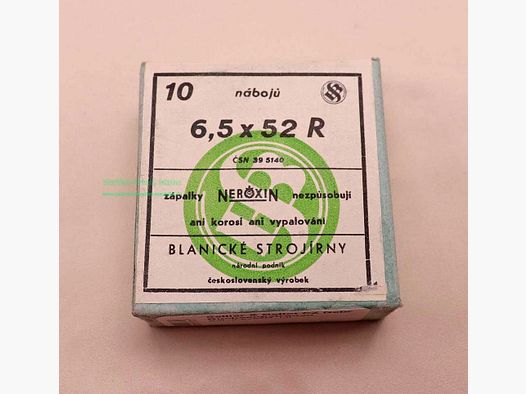 10 nábojů
6,5 x 52 R
ČSN 39 5140
zápalky NEROXIN nezpůsobují
ani korosi ani vypalování
BLANICKÉ STROJÍRNY
národní podnik
československý výrobek